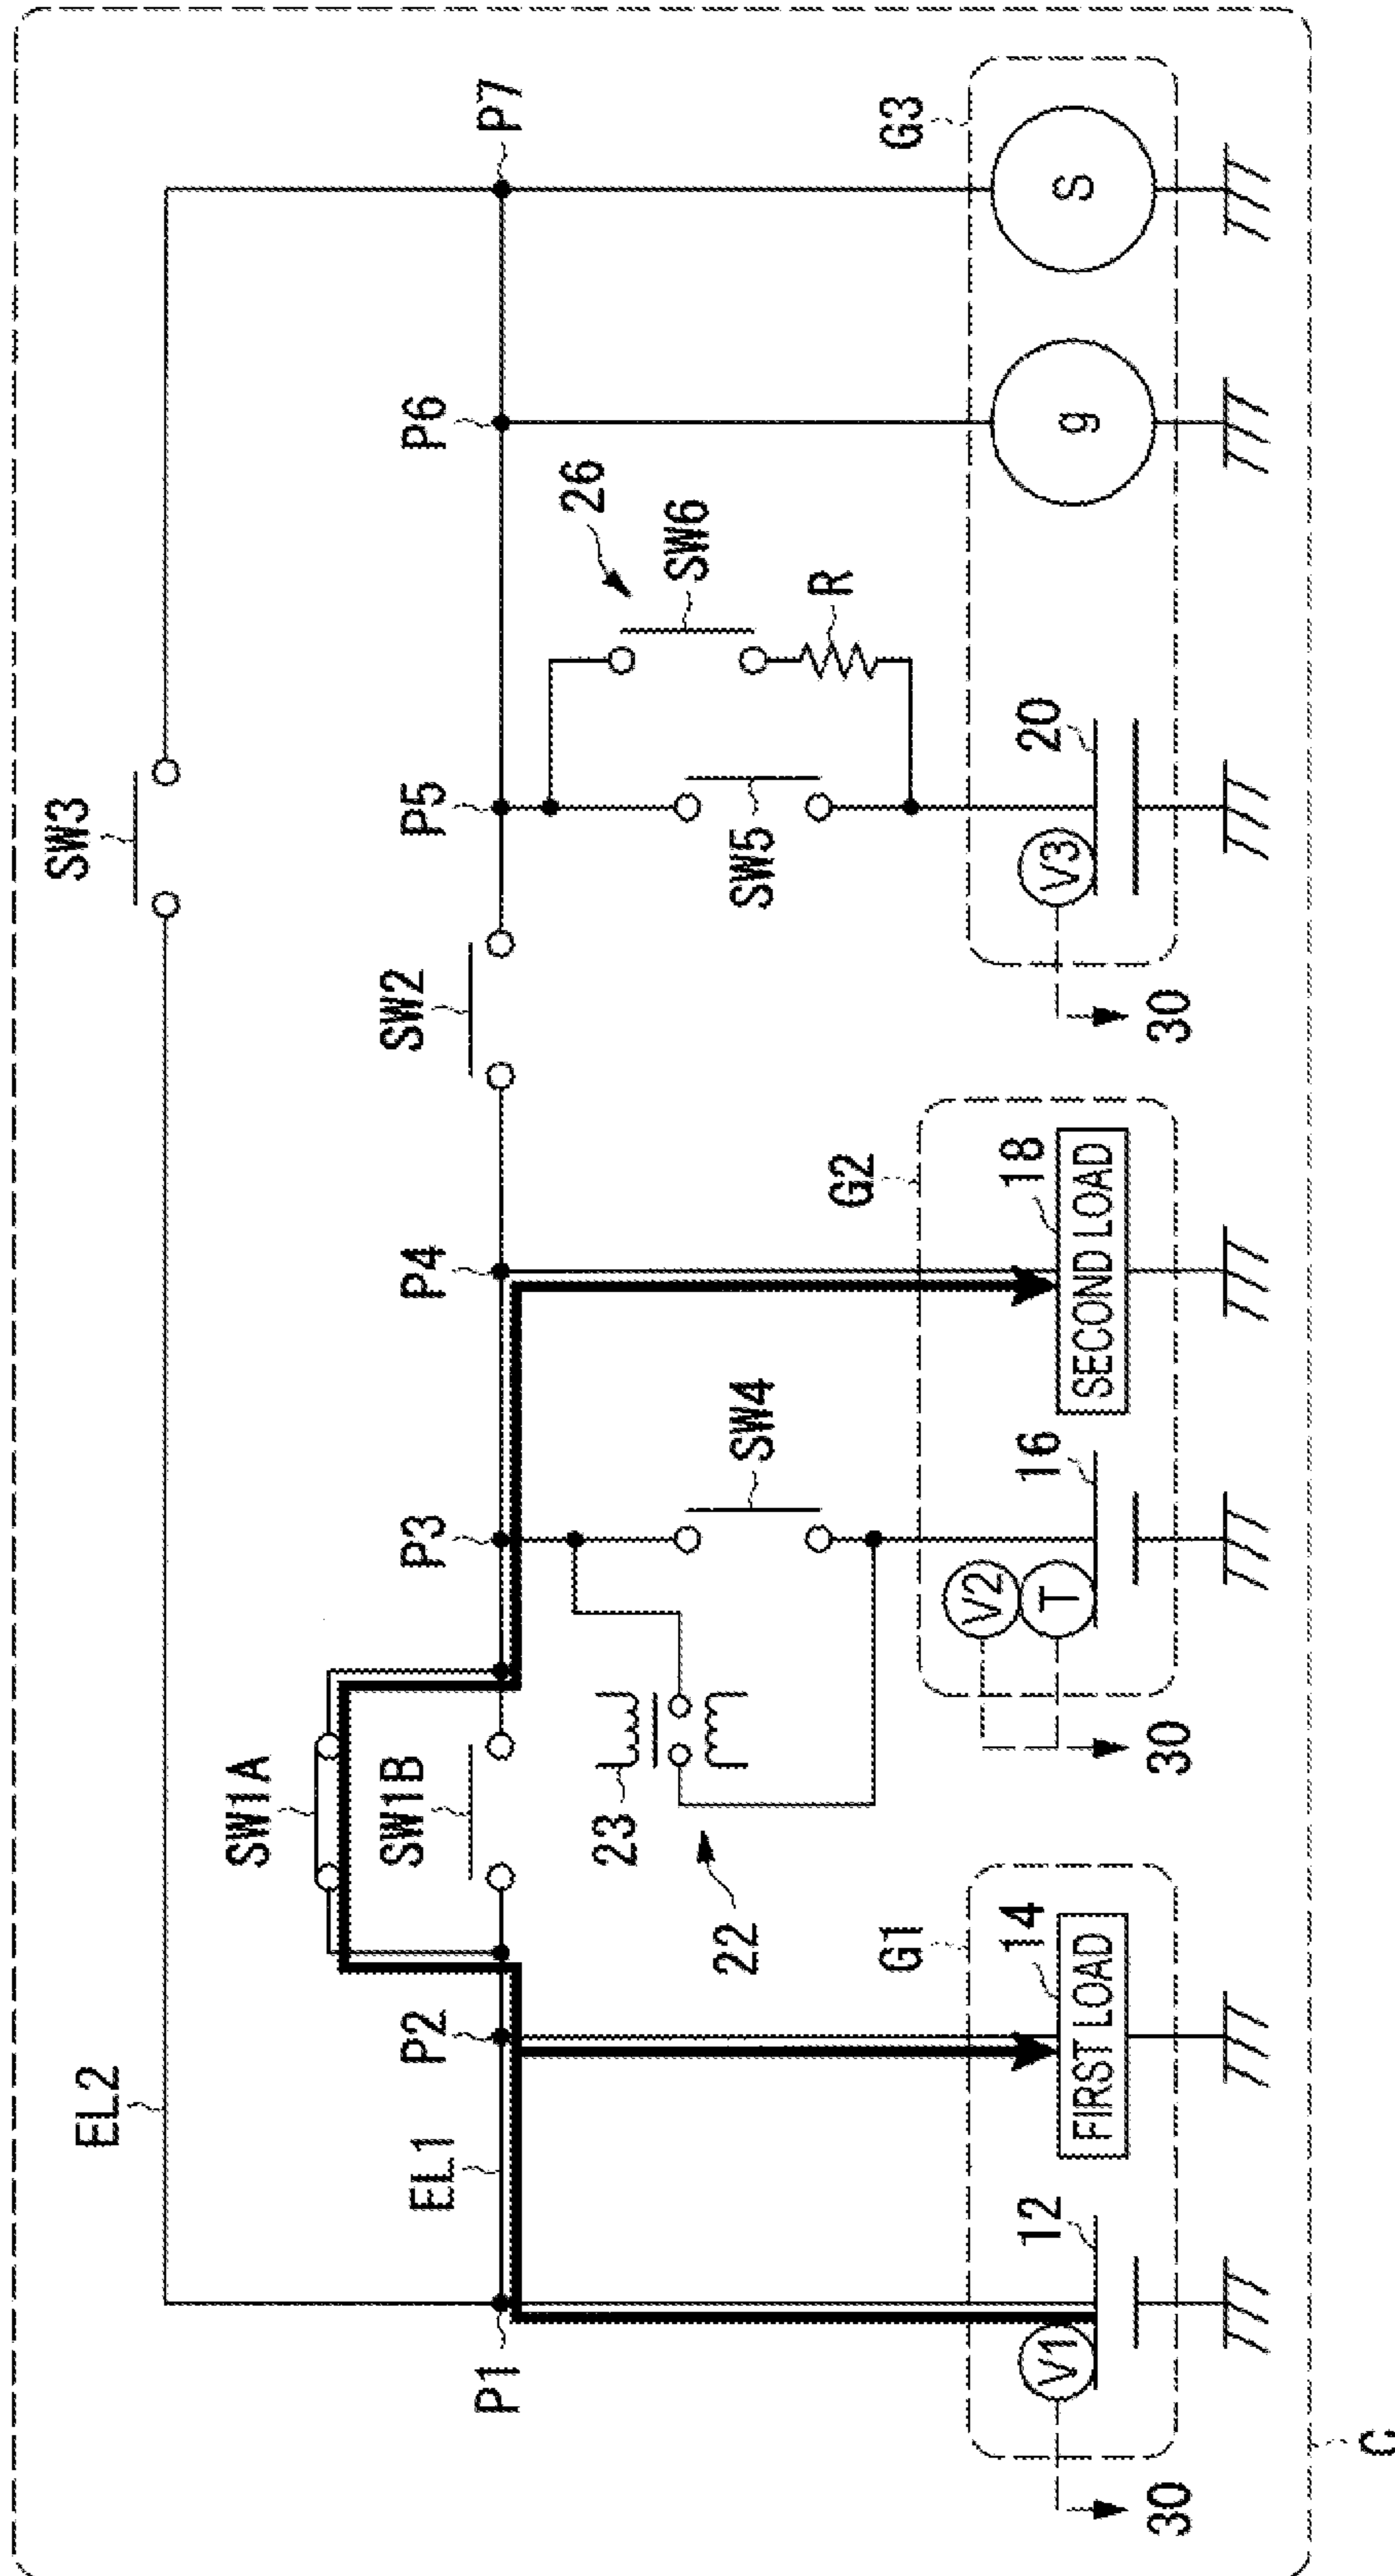 SW3
EL2
SW1A
SW1B
SW2
EL1
P1
P2
P3
P4
P5
P6
P7
26
SW6
R
SW5
SW4
23
22
G1
G2
G3
V1
12
14
FIRST LOAD
V2
T
16
18
SECOND LOAD
V3
20
g
S
30
30
30
C